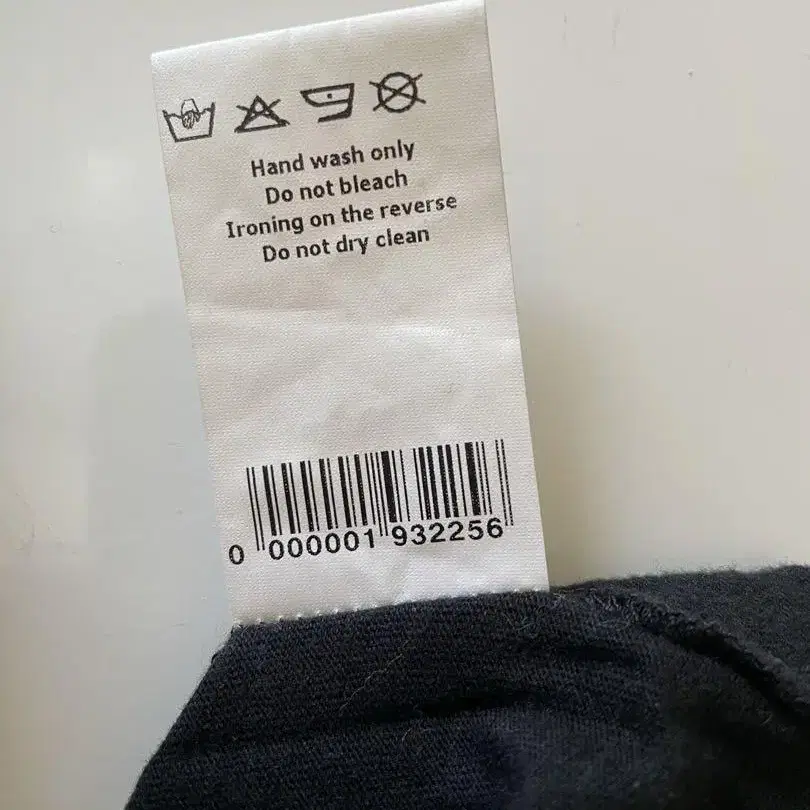 Hand wash only
Do not bleach
Ironing on the reverse
Do not dry clean
0 000001 932256